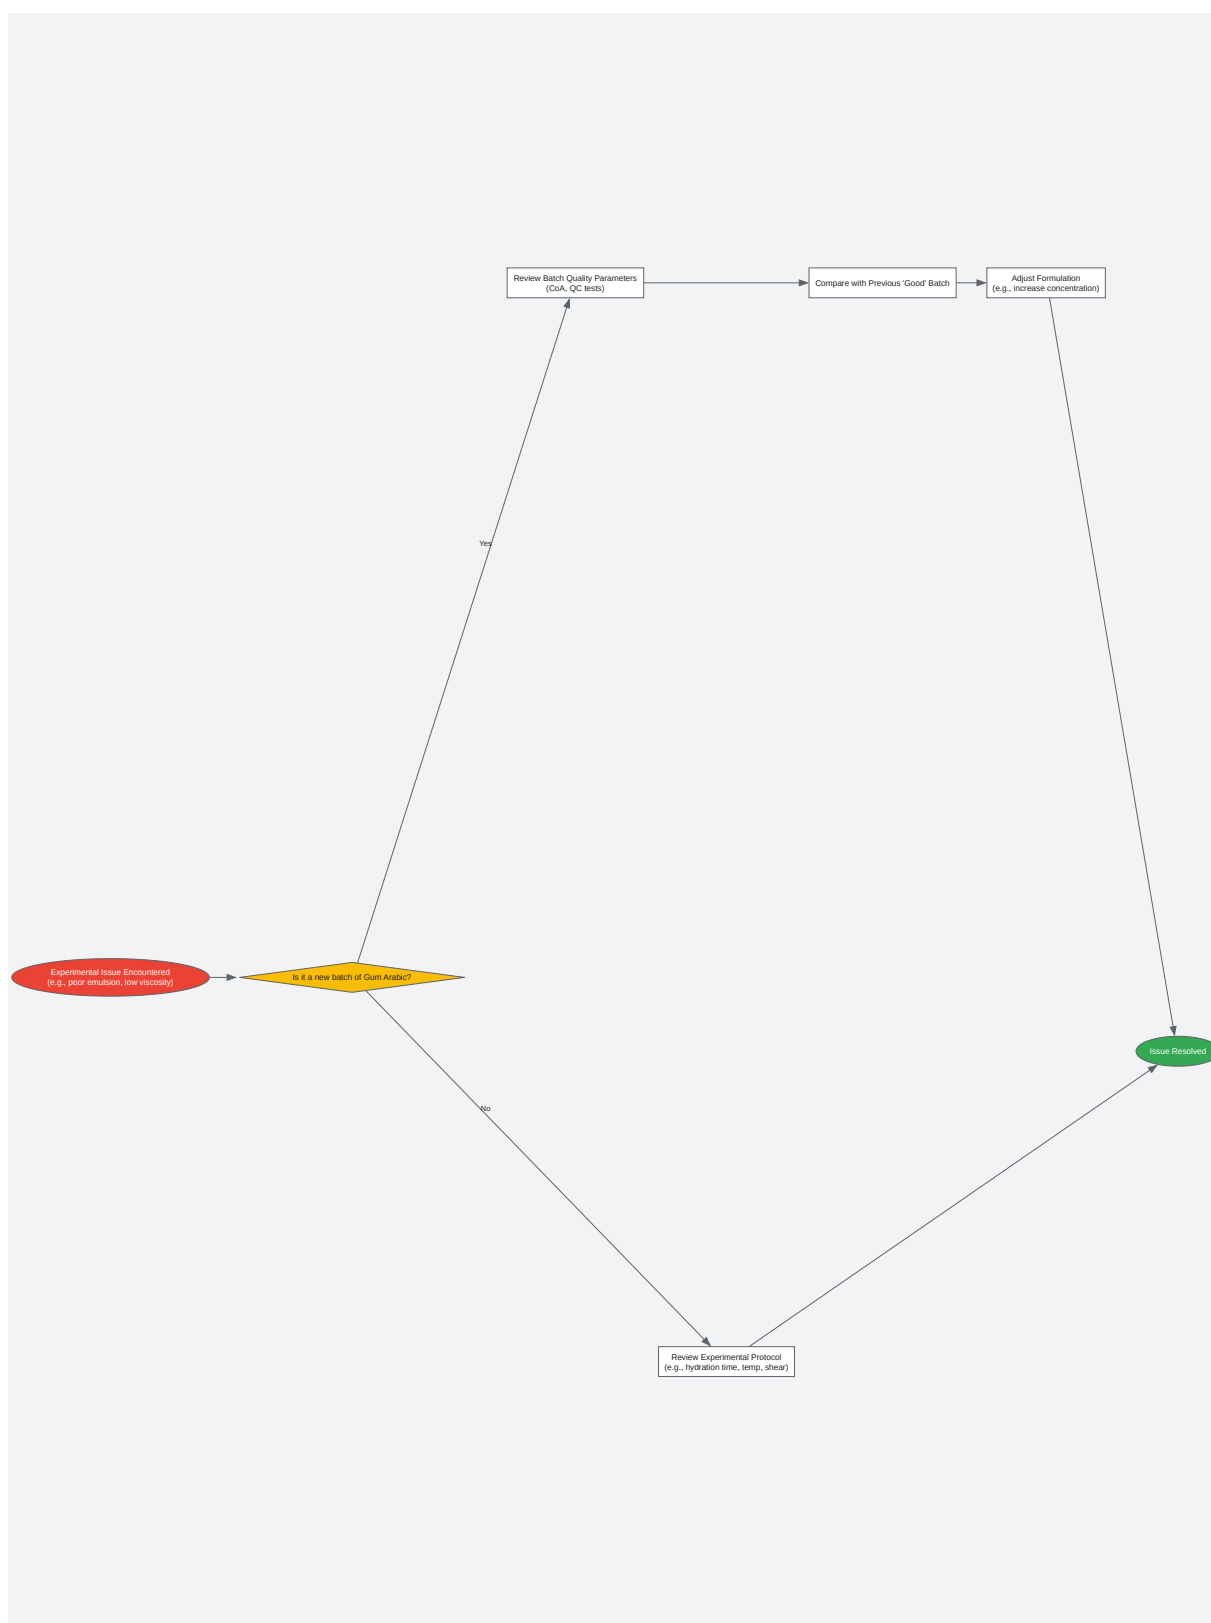 Review Batch Quality Parameters
(CoA, QC tests)
Compare with Previous 'Good' Batch
Adjust Formulation
(e.g., increase concentration)
Yes
Experimental Issue Encountered
(e.g., poor emulsion, low viscosity)
Is it a new batch of Gum Arabic?
Issue Resolved
No
Review Experimental Protocol
(e.g., hydration time, temp, shear)